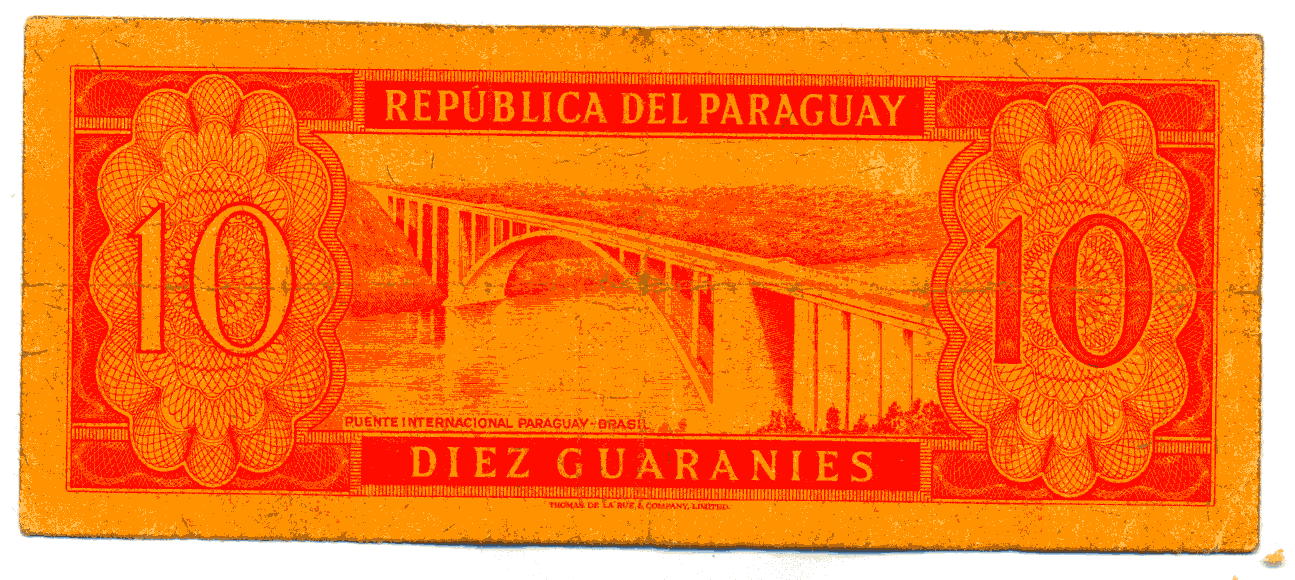 REPÚBLICA DEL PARAGUAY
10
10
PUENTE INTERNACIONAL PARAGUAY-BRASIL
DIEZ GUARANIES
THOMAS DE LA RUE & COMPANY, LIMITED.